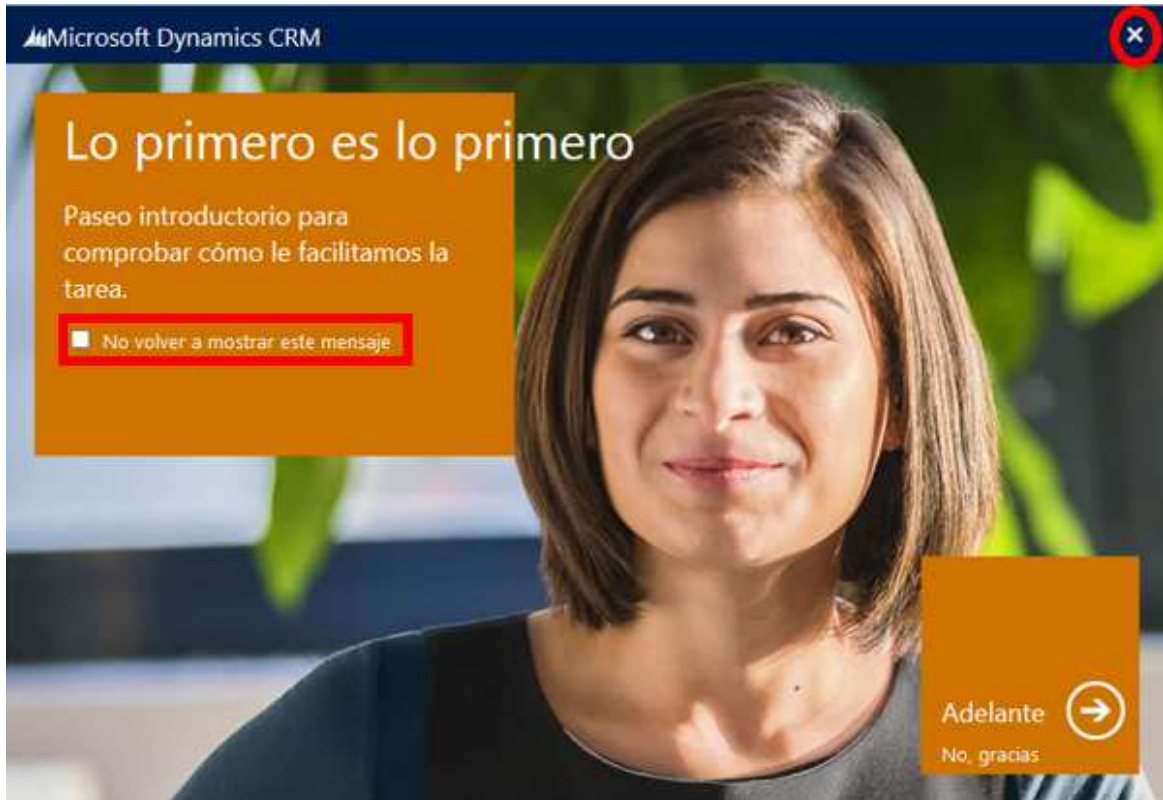 Microsoft Dynamics CRM
Lo primero es lo primero
Paseo introductorio para
comprobar cómo le facilitamos la
tarea.
No volver a mostrar este mensaje
Adelante
No, gracias